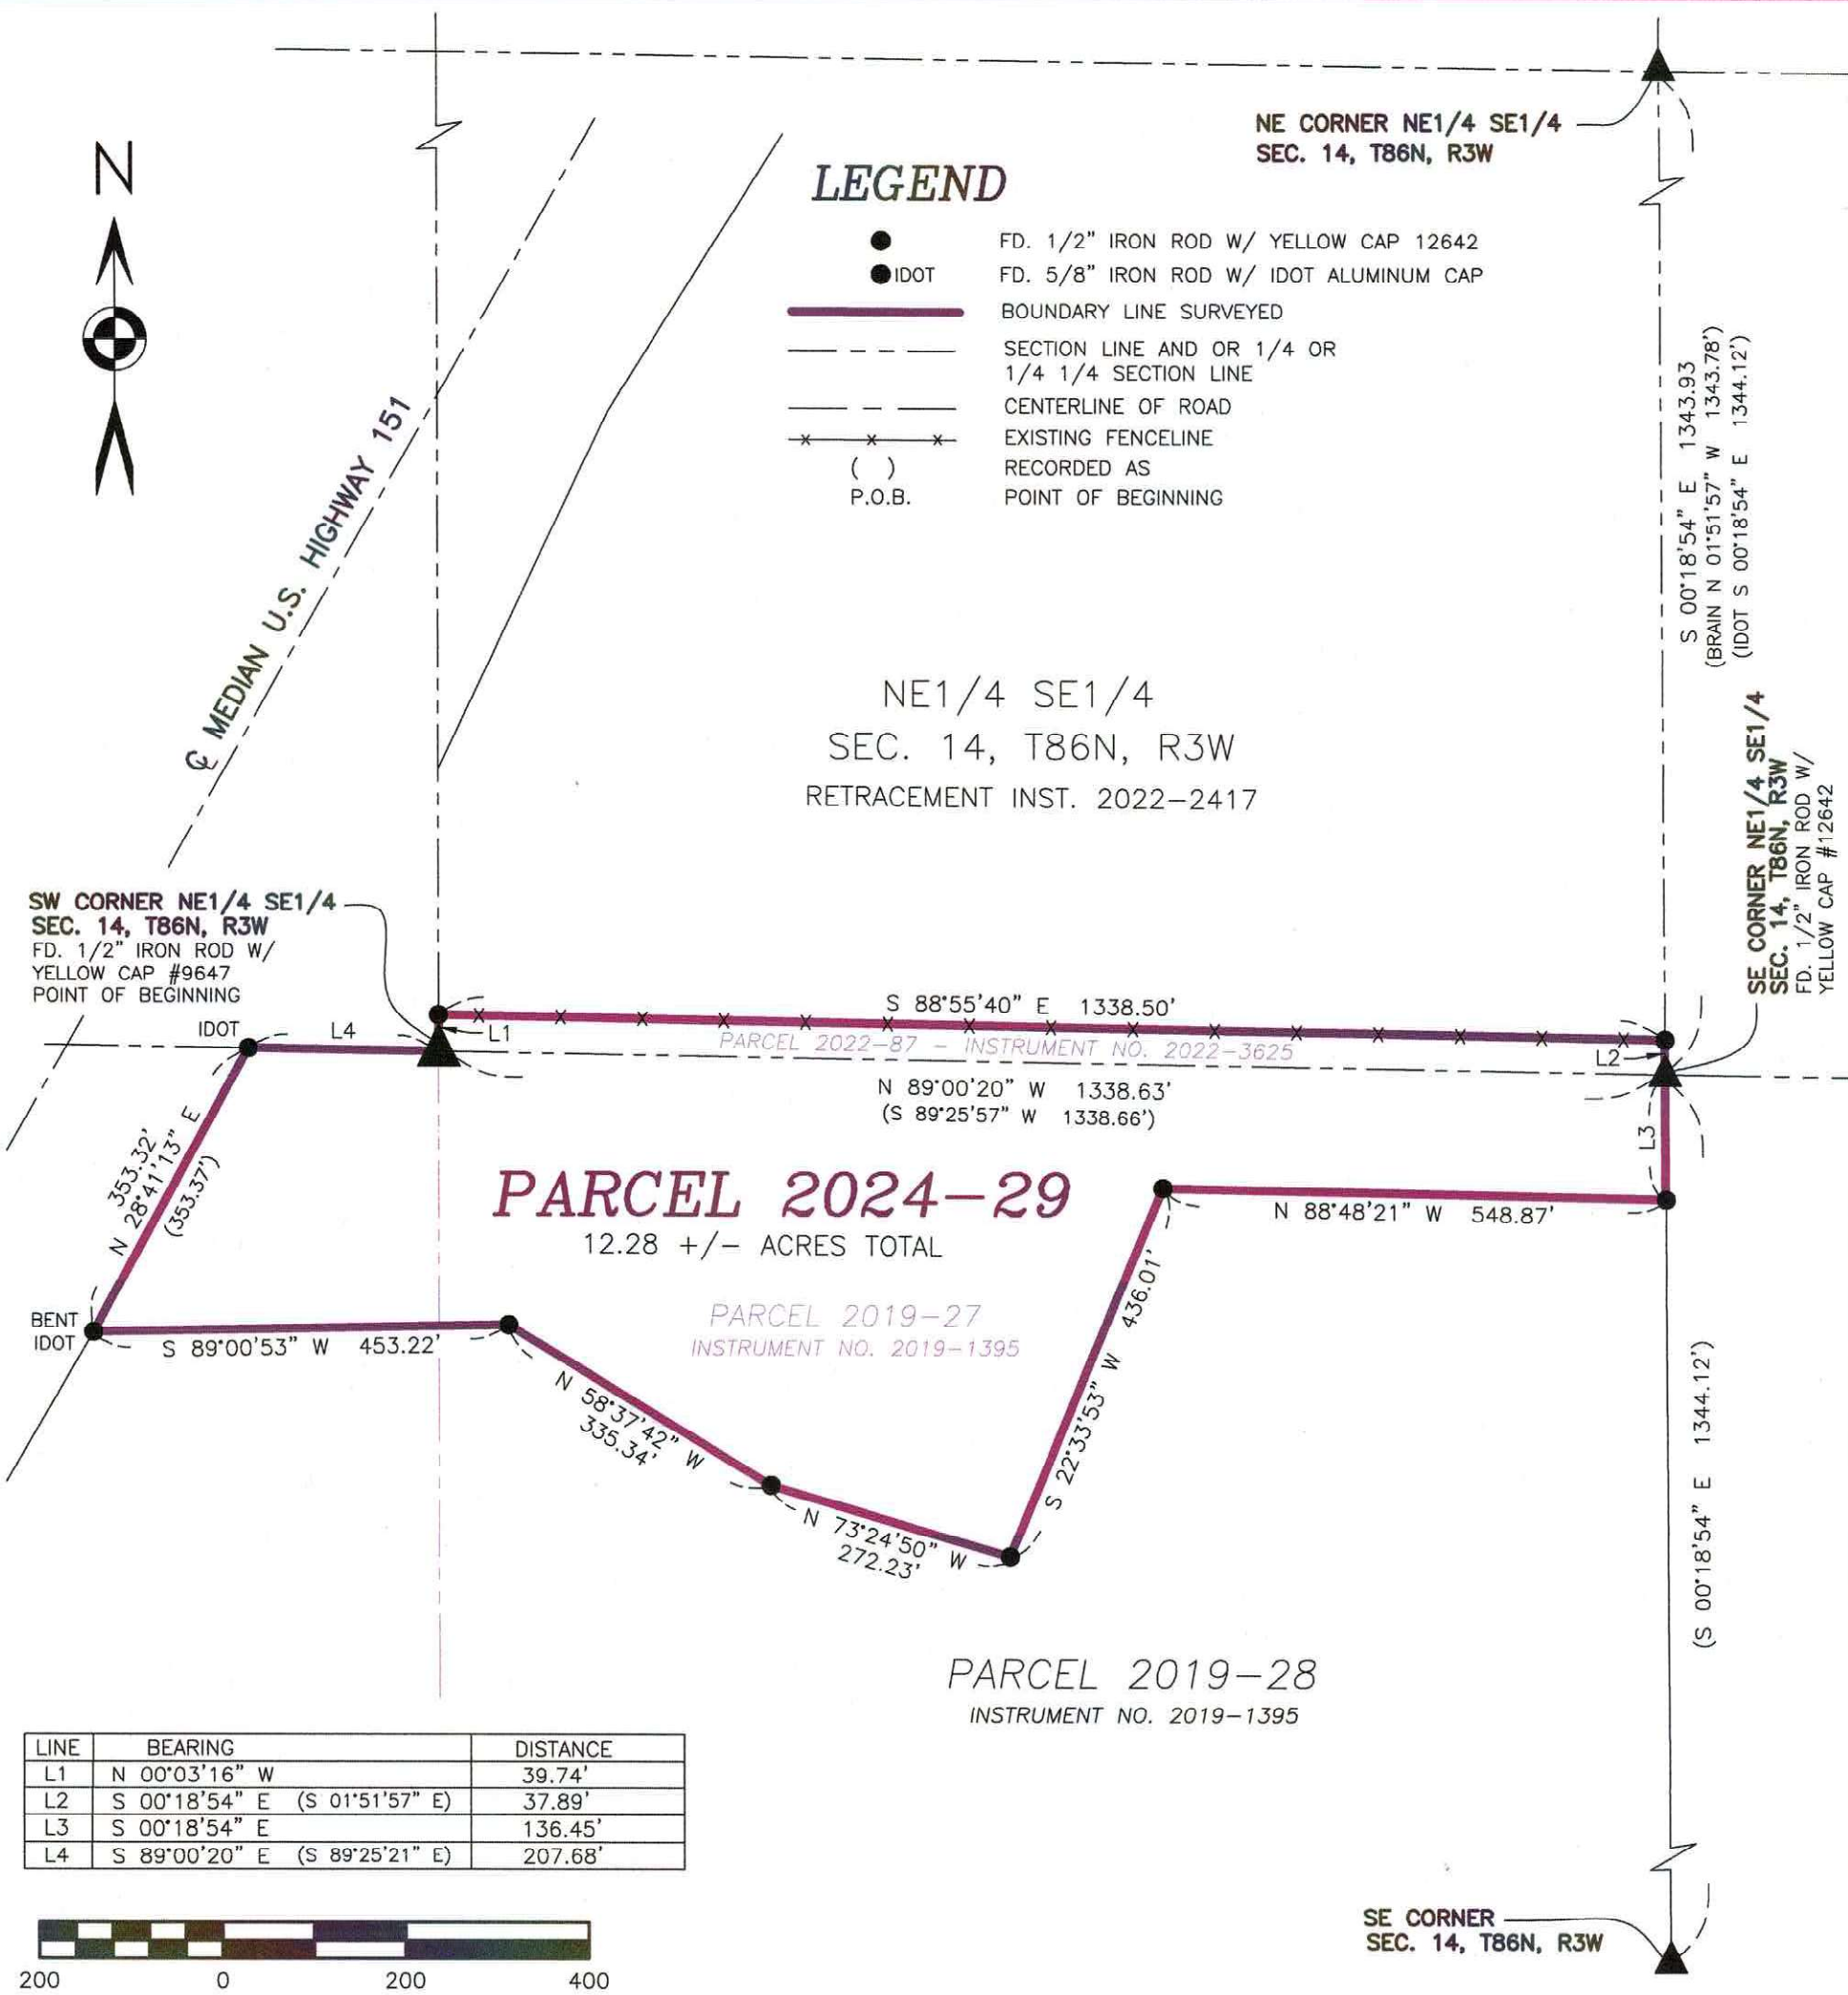 NE CORNER NE1/4 SE1/4
SEC. 14, T86N, R3W
N
LEGEND
FD. 1/2" IRON ROD W/ YELLOW CAP 12642
IDOT FD. 5/8" IRON ROD W/ IDOT ALUMINUM CAP
BOUNDARY LINE SURVEYED
SECTION LINE AND OR 1/4 OR
1/4 1/4 SECTION LINE
CENTERLINE OF ROAD
EXISTING FENCELINE
( ) RECORDED AS
P.O.B. POINT OF BEGINNING
S 00°18'54" E 1343.93
(BRAIN N 01°51'57" W 1343.78')
(IDOT S 00°18'54" E 1344.12')
℄ MEDIAN U.S. HIGHWAY 151
NE1/4 SE1/4
SEC. 14, T86N, R3W
RETRACEMENT INST. 2022-2417
SE CORNER NE1/4 SE1/4
SEC. 14, T86N, R3W
FD. 1/2" IRON ROD W/
YELLOW CAP #12642
SW CORNER NE1/4 SE1/4
SEC. 14, T86N, R3W
FD. 1/2" IRON ROD W/
YELLOW CAP #9647
POINT OF BEGINNING
IDOT
L4
L1
S 88°55'40" E 1338.50'
PARCEL 2022-87 - INSTRUMENT NO. 2022-3625
L2
N 89°00'20" W 1338.63'
(S 89°25'57" W 1338.66')
L3
353.32'
N 28°41'13" E
(353.37')
PARCEL 2024-29
12.28 +/- ACRES TOTAL
N 88°48'21" W 548.87'
436.01'
S 22°33'53" W
PARCEL 2019-27
INSTRUMENT NO. 2019-1395
BENT
IDOT
S 89°00'53" W 453.22'
N 58°37'42" W
335.34'
N 73°24'50" W
272.23'
(S 00°18'54" E 1344.12')
PARCEL 2019-28
INSTRUMENT NO. 2019-1395
LINE BEARING DISTANCE
L1 N 00°03'16" W 39.74'
L2 S 00°18'54" E (S 01°51'57" E) 37.89'
L3 S 00°18'54" E 136.45'
L4 S 89°00'20" E (S 89°25'21" E) 207.68'
SE CORNER
SEC. 14, T86N, R3W
200 0 200 400